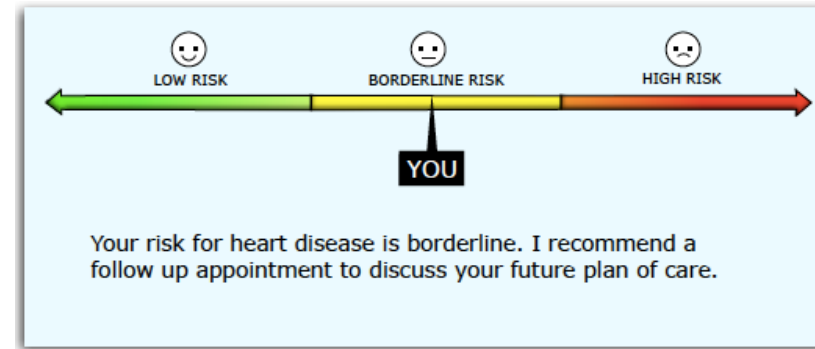 LOW RISK
BORDERLINE RISK
HIGH RISK
YOU
Your risk for heart disease is borderline. I recommend a
follow up appointment to discuss your future plan of care.